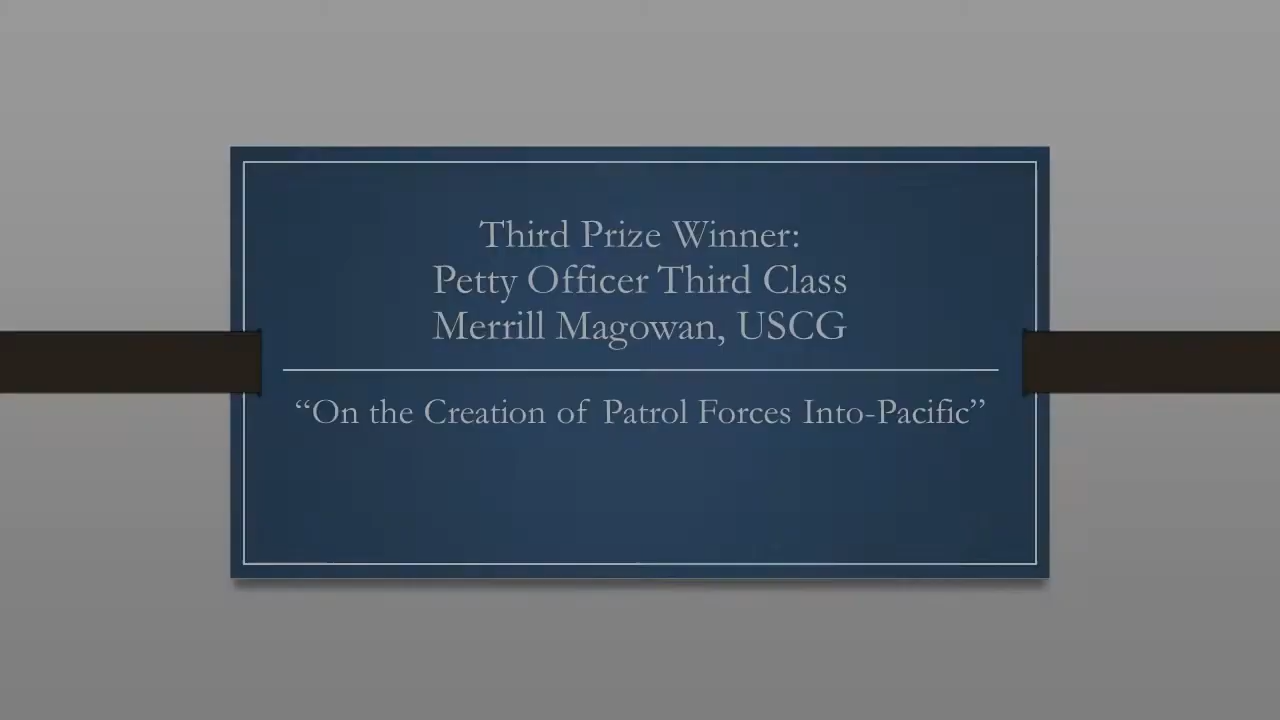 Third Prize Winner:
Petty Officer Third Class
Merrill Magowan, USCG
“On the Creation of Patrol Forces Into-Pacific”